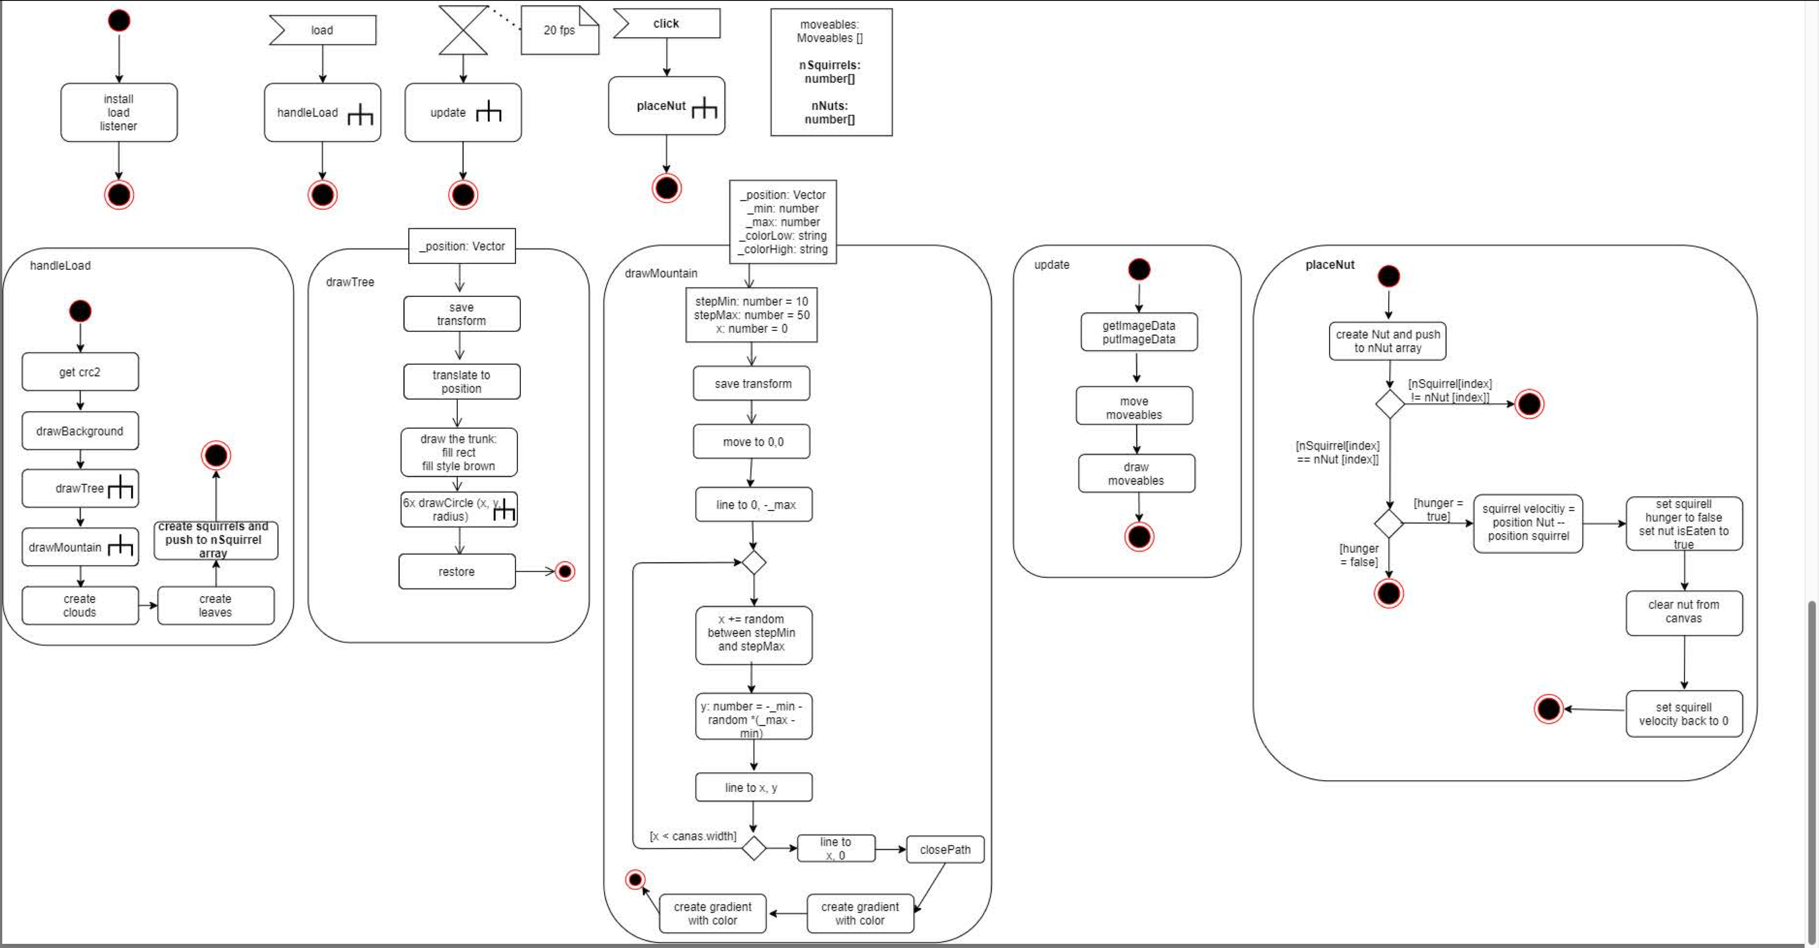 load
20 fps
click
moveables:
Moveables []
nSquirrels:
number[]
nNuts:
number[]
install
load
listener
handleLoad
update
placeNut
_position: Vector
_min: number
_max: number
_colorLow: string
_colorHigh: string
handleLoad
get crc2
drawBackground
drawTree
drawMountain
create
clouds
create
leaves
create squirrels and
push to nSquirrel
array
_position: Vector
drawTree
save
transform
translate to
position
draw the trunk:
fill rect
fill style brown
6x drawCircle (x, y,
radius)
restore
drawMountain
stepMin: number = 10
stepMax: number = 50
x: number = 0
save transform
move to 0,0
line to 0, -_max
x += random
between stepMin
and stepMax
y: number = -_min -
random *(_max -
min)
line to x, y
[x < canas.width]
line to
x, 0
closePath
create gradient
with color
create gradient
with color
update
getImageData
putImageData
move
moveables
draw
moveables
placeNut
create Nut and push
to nNut array
[nSquirrel[index]
!= nNut [index]]
[nSquirrel[index]
== nNut [index]]
[hunger =
true]
[hunger
= false]
squirrel velocitiy =
position Nut --
position squirrel
set squirell
hunger to false
set nut isEaten to
true
clear nut from
canvas
set squirell
velocity back to 0